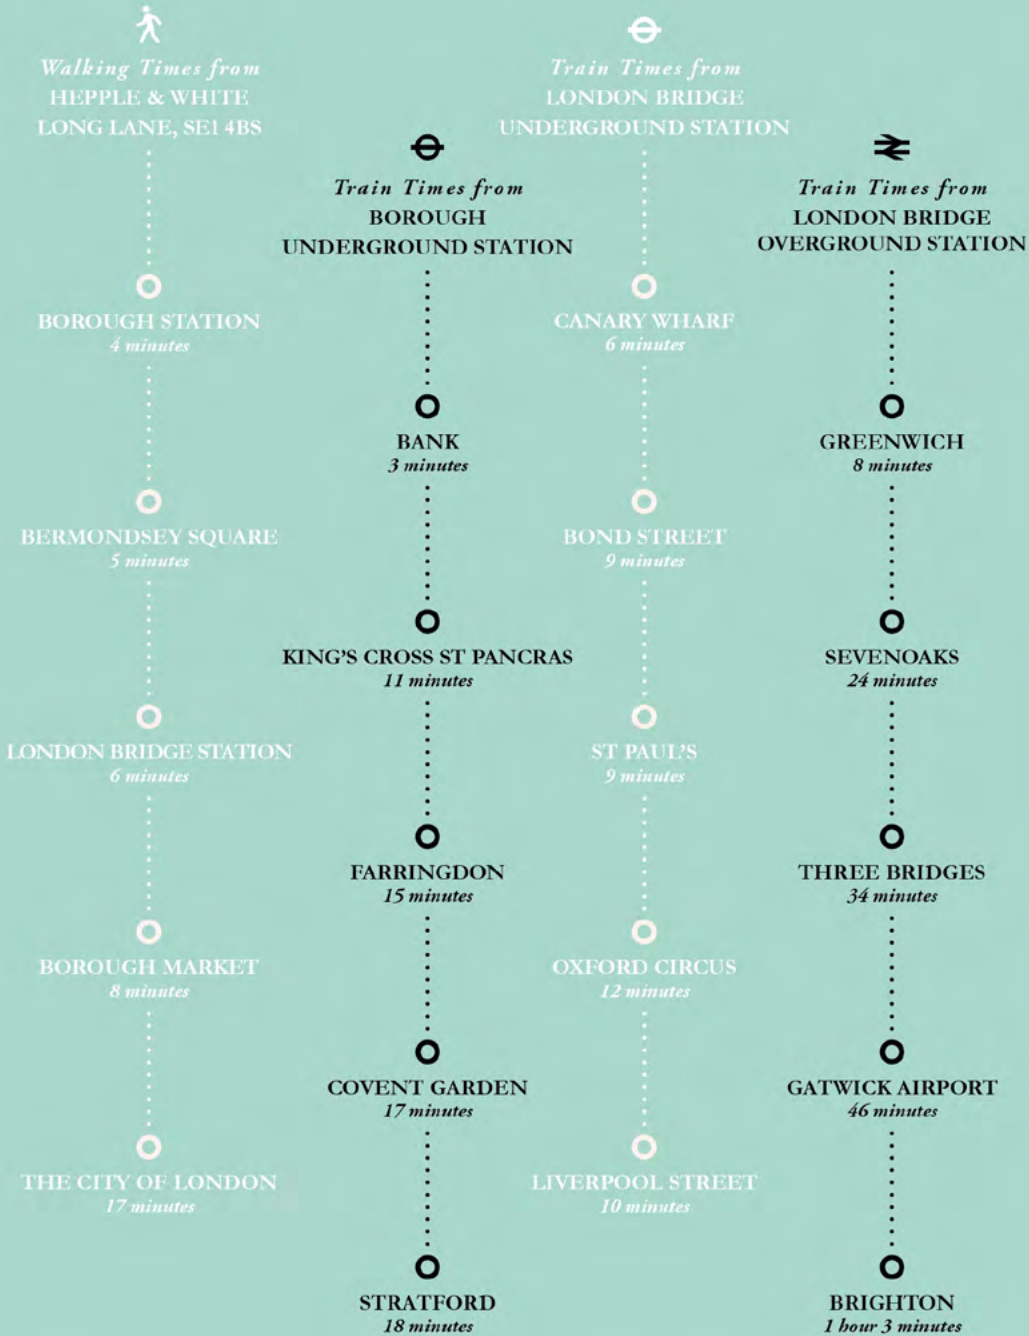 Walking Times from
HEPPLE & WHITE
LONG LANE, SE1 4BS
BOROUGH STATION
4 minutes
BERMONDSEY SQUARE
5 minutes
LONDON BRIDGE STATION
6 minutes
BOROUGH MARKET
8 minutes
THE CITY OF LONDON
17 minutes
Train Times from
BOROUGH
UNDERGROUND STATION
BANK
3 minutes
KING'S CROSS ST PANCRAS
11 minutes
FARRINGDON
15 minutes
COVENT GARDEN
17 minutes
STRATFORD
18 minutes
Train Times from
LONDON BRIDGE
UNDERGROUND STATION
CANARY WHARF
6 minutes
BOND STREET
9 minutes
ST PAUL'S
9 minutes
OXFORD CIRCUS
12 minutes
LIVERPOOL STREET
10 minutes
Train Times from
LONDON BRIDGE
OVERGROUND STATION
GREENWICH
8 minutes
SEVENOAKS
24 minutes
THREE BRIDGES
34 minutes
GATWICK AIRPORT
46 minutes
BRIGHTON
1 hour 3 minutes